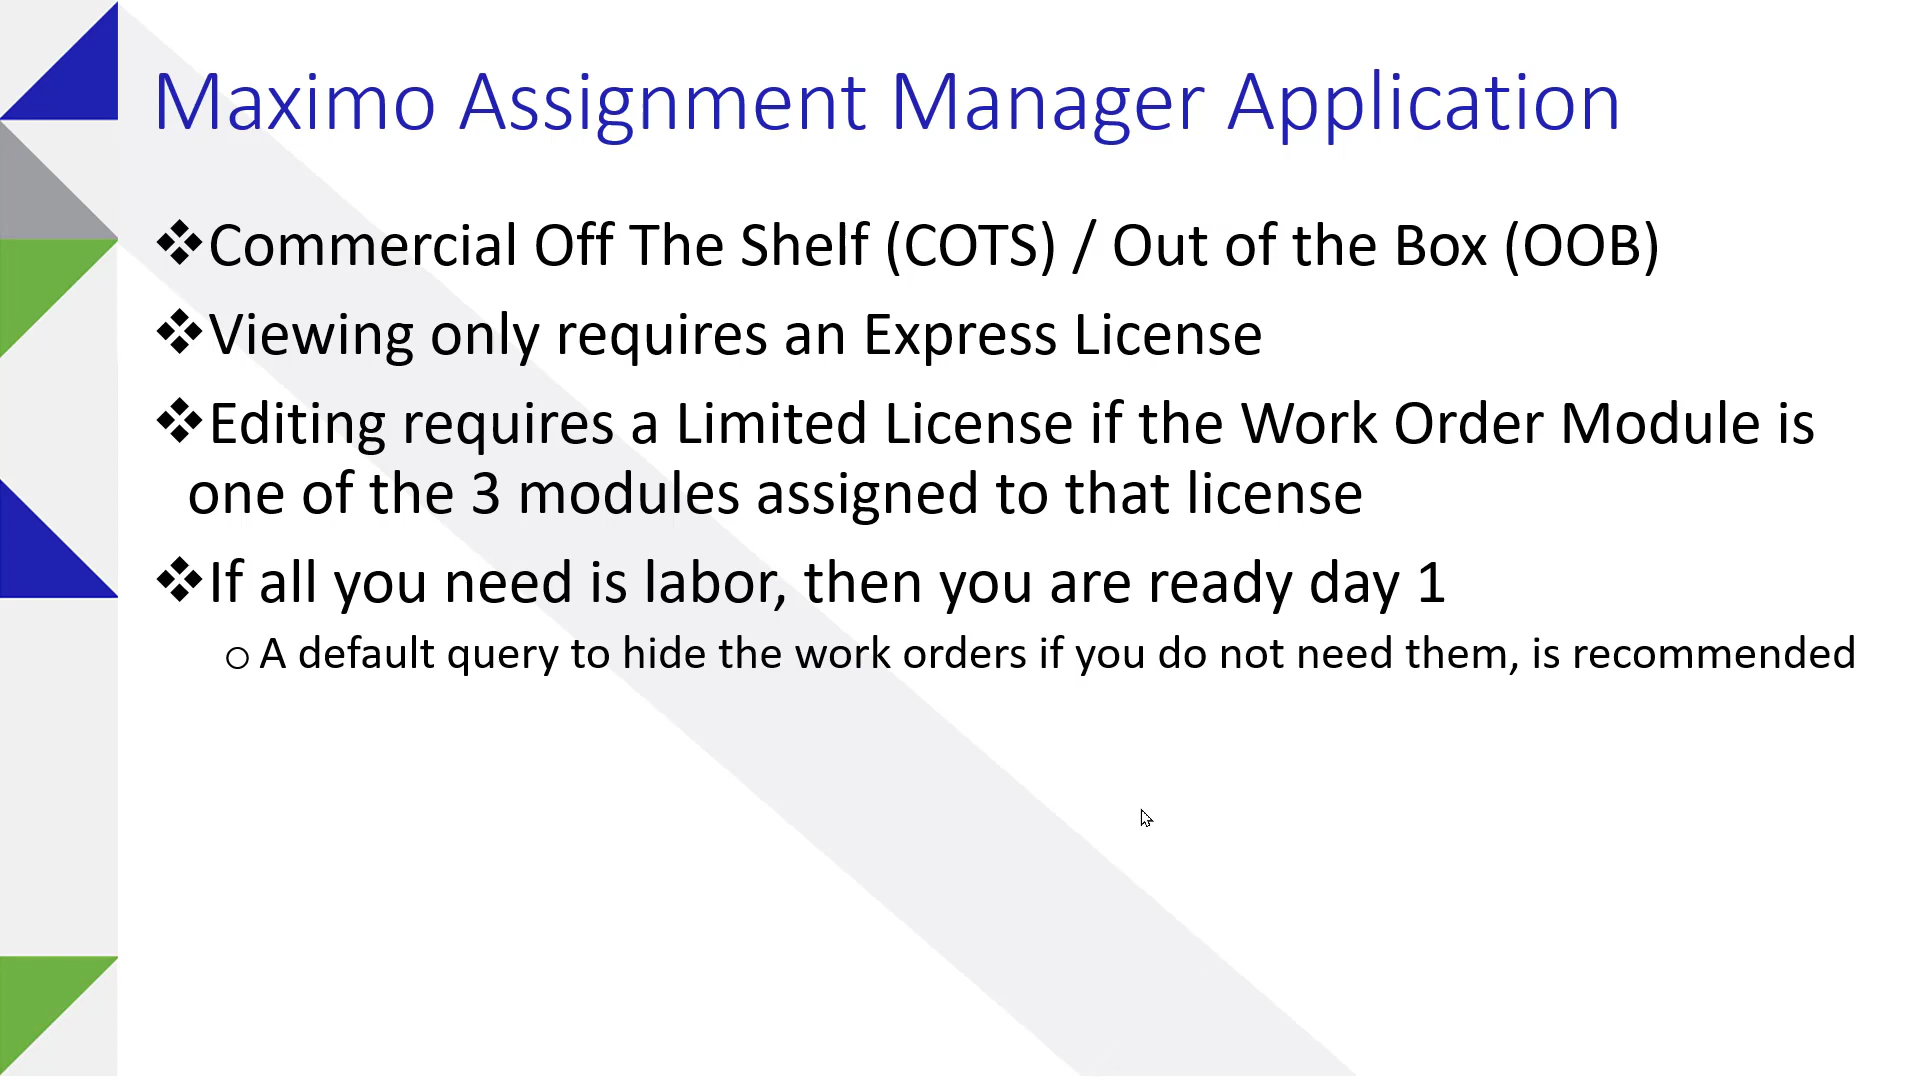 Maximo Assignment Manager Application
❖Commercial Off The Shelf (COTS) / Out of the Box (OOB)
❖Viewing only requires an Express License
❖Editing requires a Limited License if the Work Order Module is
one of the 3 modules assigned to that license
❖If all you need is labor, then you are ready day 1
o A default query to hide the work orders if you do not need them, is recommended